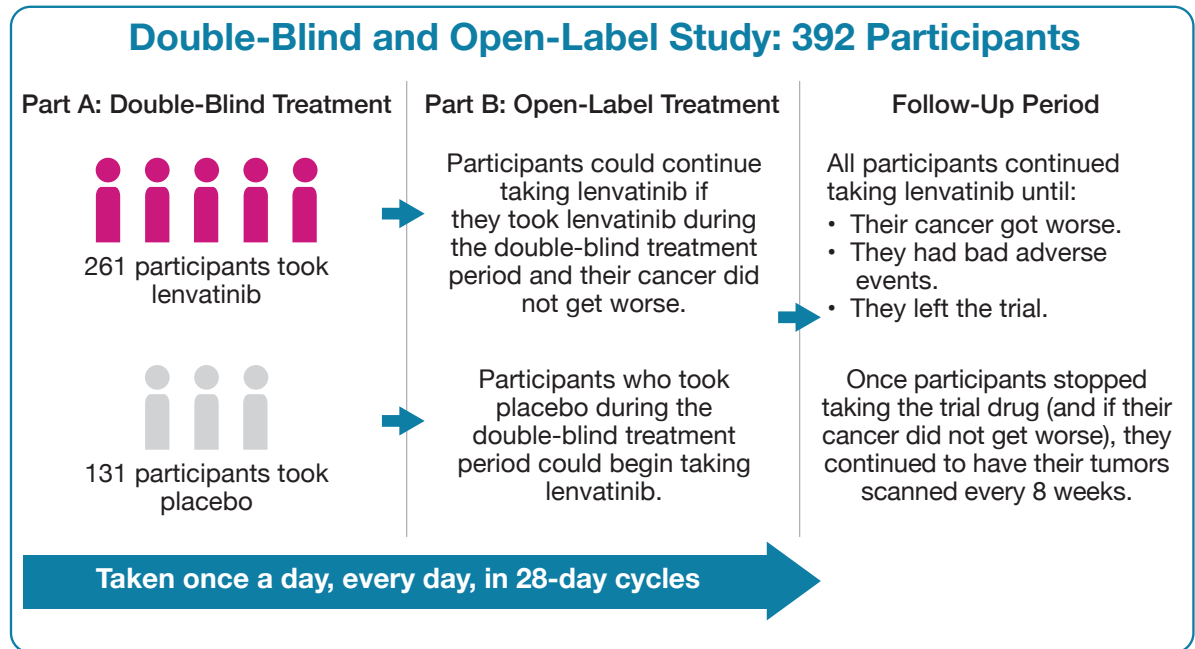 Double-Blind and Open-Label Study: 392 Participants
Part A: Double-Blind Treatment
261 participants took
lenvatinib
131 participants took
placebo
Part B: Open-Label Treatment
Participants could continue
taking lenvatinib if
they took lenvatinib during
the double-blind treatment
period and their cancer did
not get worse.
Participants who took
placebo during the
double-blind treatment
period could begin taking
lenvatinib.
Follow-Up Period
All participants continued
taking lenvatinib until:
• Their cancer got worse.
• They had bad adverse
events.
• They left the trial.
Once participants stopped
taking the trial drug (and if their
cancer did not get worse), they
continued to have their tumors
scanned every 8 weeks.
Taken once a day, every day, in 28-day cycles